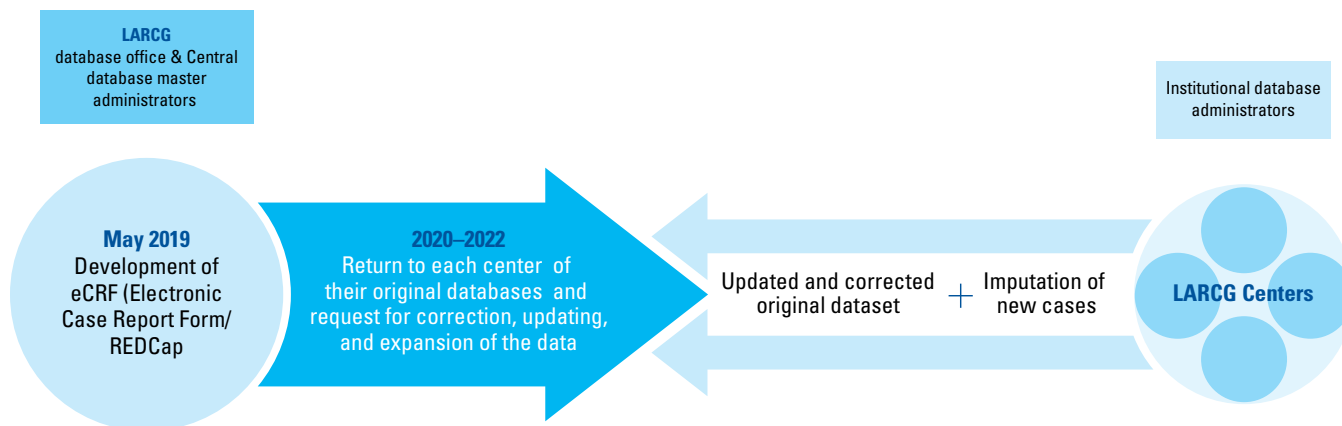 LARCG
database office & Central
database master
administrators
Institutional database
administrators
May 2019
Development of
eCRF (Electronic
Case Report Form/
REDCap
2020–2022
Return to each center of
their original databases and
request for correction, updating,
and expansion of the data
Updated and corrected
original dataset
+
Imputation of
new cases
LARCG Centers